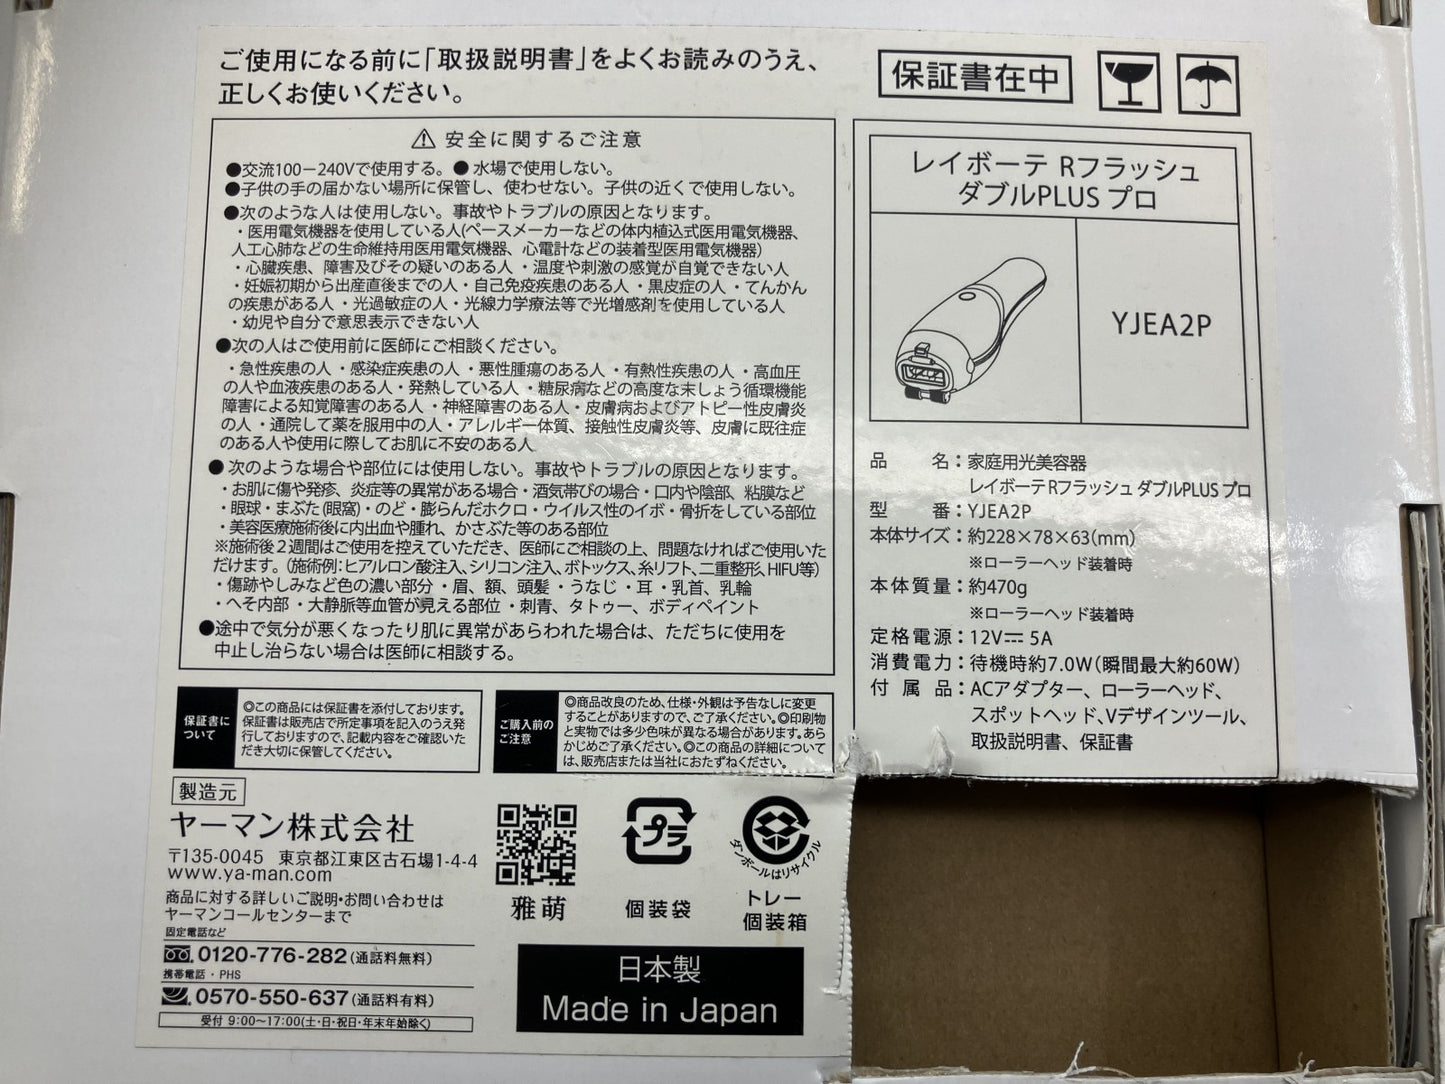 ご使用になる前に「取扱説明書」をよくお読みのうえ、
正しくお使いください。
保証書在中
安全に関するご注意
●交流100－240Vで使用する。● 水場で使用しない。
●子供の手の届かない場所に保管し、使わせない。子供の近くで使用しない。
●次のような人は使用しない。事故やトラブルの原因となります。
・医用電気機器を使用している人(ペースメーカーなどの体内植込式医用電気機器、
人工心肺などの生命維持用医用電気機器、心電計などの装着型医用電気機器)
・心臓疾患、障害及びその疑いのある人 ・温度や刺激の感覚が自覚できない人
・妊娠初期から出産直後までの人 ・自己免疫疾患のある人 ・黒皮症の人 ・てんかん
の疾患がある人 ・光過敏症の人 ・光線力学療法等で光増感剤を使用している人
・幼児や自分で意思表示できない人
●次の人はご使用前に医師にご相談ください。
・急性疾患の人 ・感染症疾患の人 ・悪性腫瘍のある人 ・有熱性疾患の人 ・高血圧
の人や血液疾患のある人 ・発熱している人 ・糖尿病などの高度な末しょう循環機能
障害による知覚障害のある人 ・神経障害のある人 ・皮膚病およびアトピー性皮膚炎
の人 ・通院して薬を服用中の人 ・アレルギー体質、接触性皮膚炎等、皮膚に既往症
のある人や使用に際してお肌に不安のある人
● 次のような場合や部位には使用しない。事故やトラブルの原因となります。
・お肌に傷や発疹、炎症等の異常がある場合 ・酒気帯びの場合 ・口内や陰部、粘膜など
・眼球 ・まぶた(眼窩) ・のど ・膨らんだホクロ ・ウイルス性のイボ ・骨折をしている部位
・美容医療施術後に内出血や腫れ、かさぶた等のある部位
※施術後２週間はご使用を控えていただき、医師にご相談の上、問題なければご使用いた
だけます。(施術例：ヒアルロン酸注入、シリコン注入、ボトックス、糸リフト、二重整形、HIFU等)
・傷跡やしみなど色の濃い部分 ・眉、額、頭髪 ・うなじ ・耳 ・乳首、乳輪
・へそ内部 ・大静脈等血管が見える部位 ・刺青、タトゥー、ボディペイント
●途中で気分が悪くなったり肌に異常があらわれた場合は、ただちに使用を
中止し治らない場合は医師に相談する。
レイボーテ Rフラッシュ
ダブルPLUS プロ
YJEA2P
品　名：家庭用光美容器
レイボーテ Rフラッシュ ダブルPLUS プロ
型　番：YJEA2P
本体サイズ：約228×78×63(mm)
※ローラーヘッド装着時
本体質量：約470g
※ローラーヘッド装着時
定格電源：12V⎓ 5A
消費電力：待機時約7.0W(瞬間最大約60W)
付属品：ACアダプター、ローラーヘッド、
スポットヘッド、Vデザインツール、
取扱説明書、保証書
保証書に
ついて
◎この商品には保証書を添付しております。
保証書は販売店で所定事項を記入のうえ発
行しておりますので、記載内容をご確認いた
だき大切に保管してください。
ご購入前の
ご注意
◎商品改良のため、仕様・外観は予告なしに変更
することがありますので、ご了承ください。◎印刷物
と実物では多少色味が異なる場合があります。あら
かじめご了承ください。◎この商品の詳細について
は、販売店または当社におたずねください。
製造元
ヤーマン株式会社
〒135-0045 東京都江東区古石場1-4-4
www.ya-man.com
商品に対する詳しいご説明・お問い合わせは
ヤーマンコールセンターまで
固定電話など
0120-776-282(通話料無料)
携帯電話・PHS
0570-550-637(通話料有料)
受付 9:00〜17:00(土・日・祝日・年末年始除く)
雅萌
プラ
個装袋
ダンボールはリサイクル
トレー
個装箱
日本製
Made in Japan